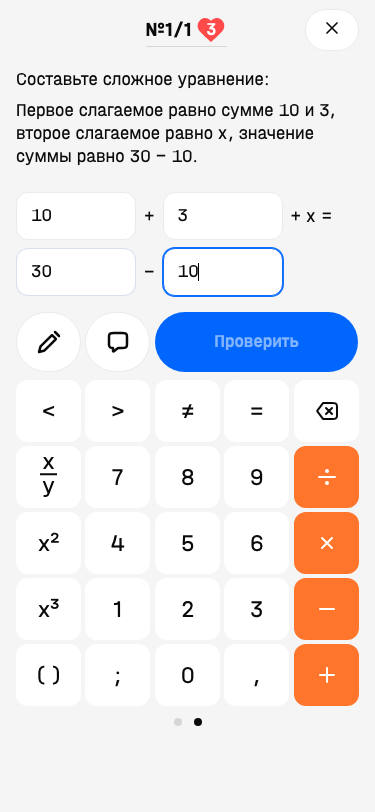 №1/1 3
Составьте сложное уравнение:
Первое слагаемое равно сумме 10 и 3,
второе слагаемое равно x, значение
суммы равно 30 – 10.
10 + 3 + x =
30 – 10
Проверить
< > ≠ =
x/y 7 8 9 ÷
x² 4 5 6 ×
x³ 1 2 3 −
( ) ; 0 , +